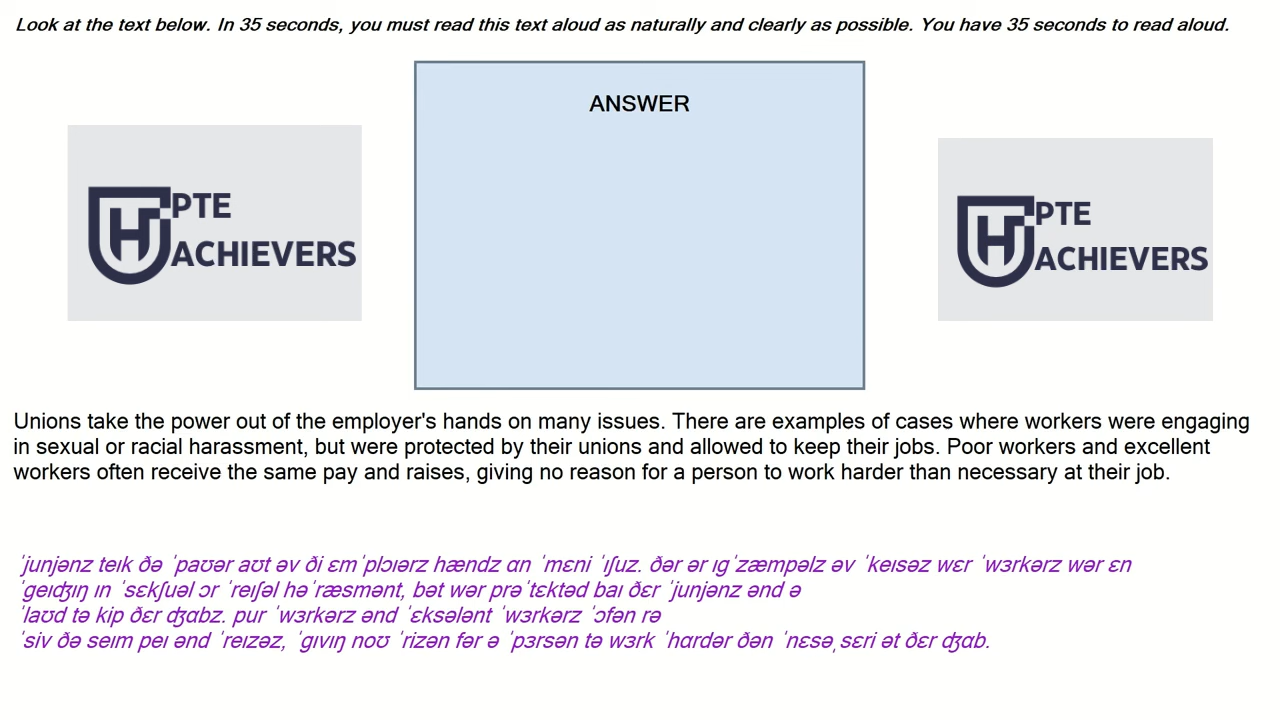 Look at the text below. In 35 seconds, you must read this text aloud as naturally and clearly as possible. You have 35 seconds to read aloud.
ANSWER
PTE
ACHIEVERS
PTE
ACHIEVERS
Unions take the power out of the employer's hands on many issues. There are examples of cases where workers were engaging
in sexual or racial harassment, but were protected by their unions and allowed to keep their jobs. Poor workers and excellent
workers often receive the same pay and raises, giving no reason for a person to work harder than necessary at their job.
ˈjunjənz teɪk ðə ˈpaʊər aʊt əv ði ɛmˈplɔɪərz hændz ɑn ˈmɛni ˈɪʃuz. ðər ər ɪgˈzæmpəlz əv ˈkeɪsəz wɛr ˈwɜrkərz wər ɛn
ˈgeɪʤɪŋ ɪn ˈsɛkʃuəl ɔr ˈreɪʃəl həˈræsmənt, bət wər prəˈtɛktəd baɪ ðɛr ˈjunjənz ənd ə
ˈlaʊd tə kip ðɛr ʤɑbz. pur ˈwɜrkərz ənd ˈɛksələnt ˈwɜrkərz ˈɔfən rə
ˈsiv ðə seɪm peɪ ənd ˈreɪzəz, ˈgɪvɪŋ noʊ ˈrizən fər ə ˈpɜrsən tə wɜrk ˈhɑrdər ðən ˈnɛsəˌsɛri ət ðɛr ʤɑb.